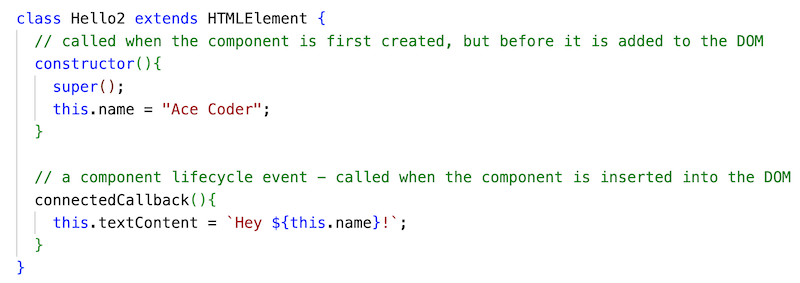 class Hello2 extends HTMLElement {
  // called when the component is first created, but before it is added to the DOM
  constructor(){
    super();
    this.name = "Ace Coder";
  }

  // a component lifecycle event – called when the component is inserted into the DOM
  connectedCallback(){
    this.textContent = `Hey ${this.name}!`;
  }
}